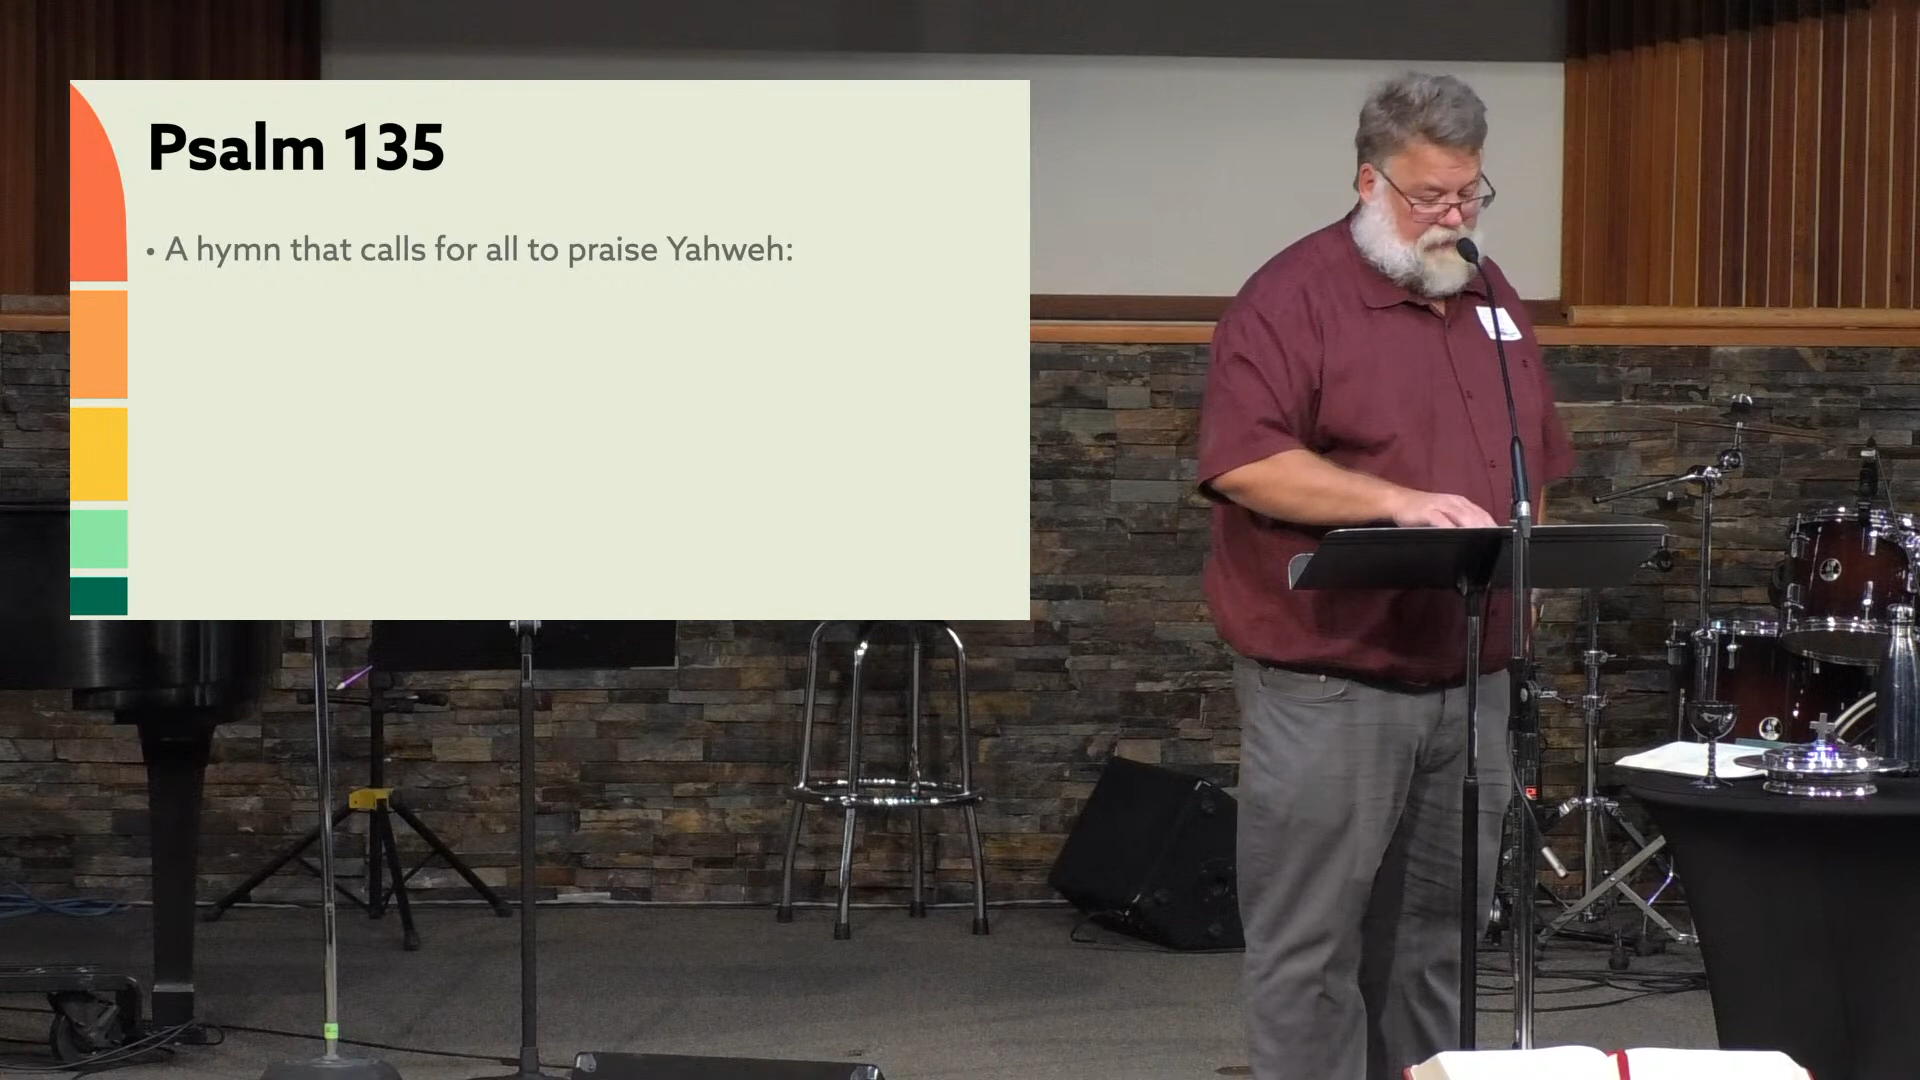 Psalm 135
• A hymn that calls for all to praise Yahweh: